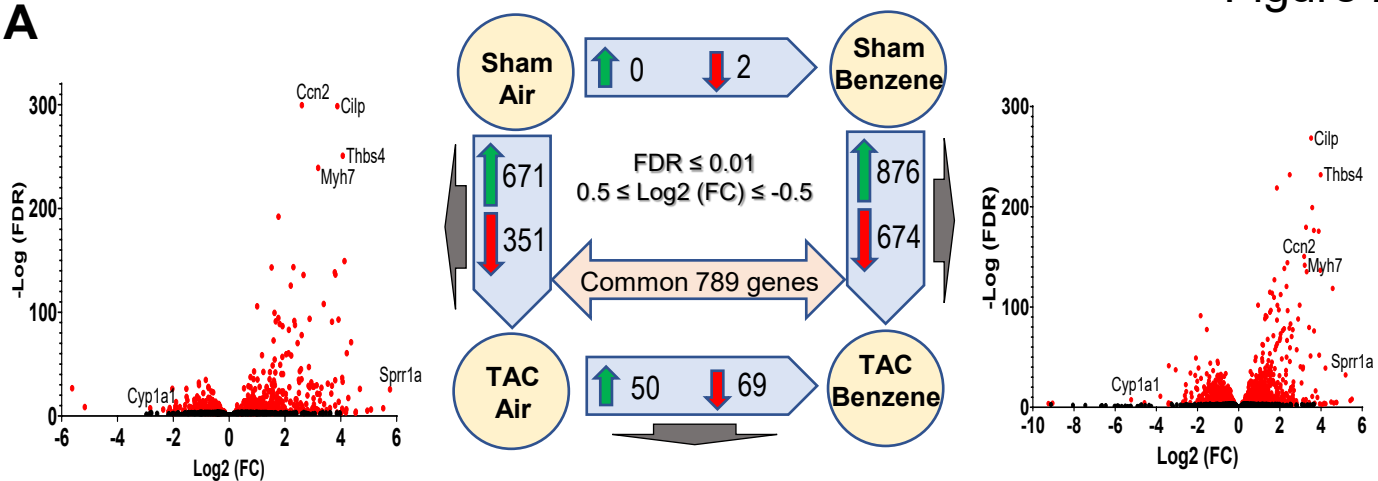 A
Figure
-Log (FDR)
300
200
100
0
-6
-4
-2
0
2
4
6
Log2 (FC)
Ccn2
Cilp
Thbs4
Myh7
Cyp1a1
Sprr1a
Sham
Air
0
2
Sham
Benzene
671
351
FDR ≤ 0.01
0.5 ≤ Log2 (FC) ≤ -0.5
876
674
Common 789 genes
TAC
Air
50
69
TAC
Benzene
-Log (FDR)
300
200
100
0
-10
-8
-6
-4
-2
0
2
4
6
Log2 (FC)
Cilp
Thbs4
Ccn2
Myh7
Cyp1a1
Sprr1a